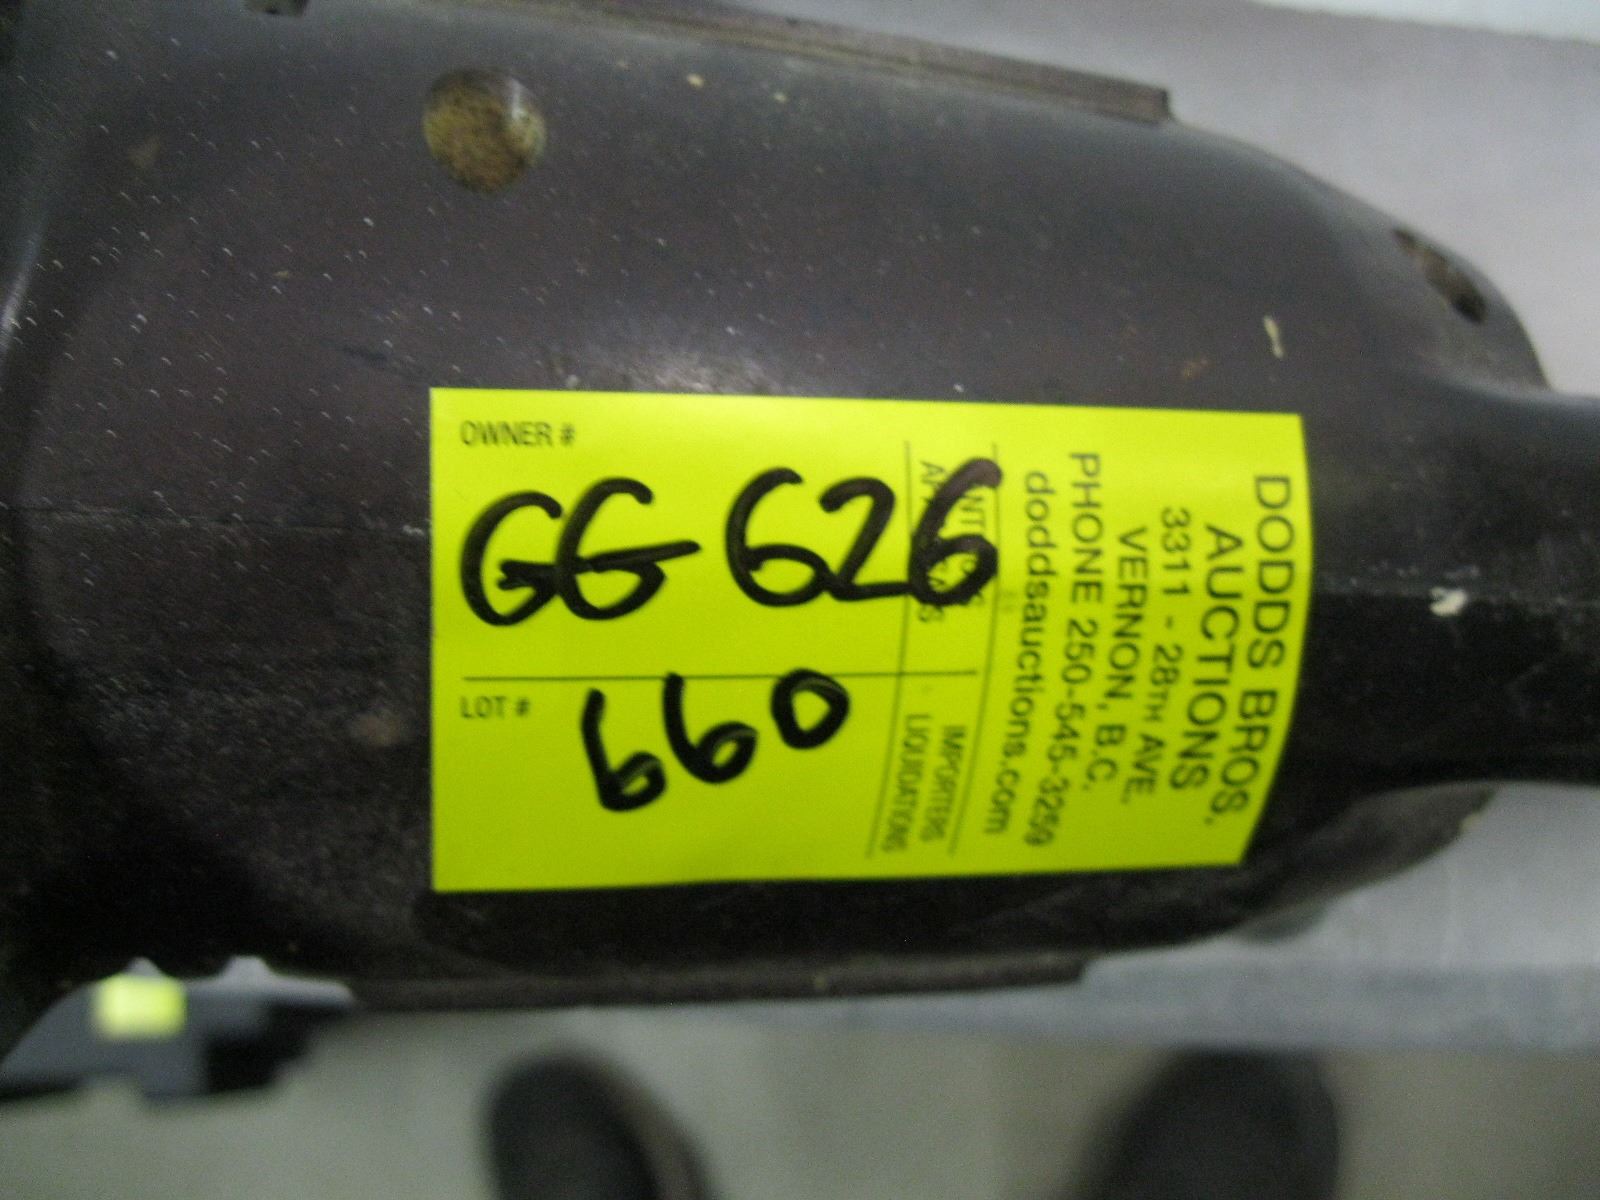 DODDS BROS.
AUCTIONS
3311 - 28TH AVE.
VERNON, B.C.
PHONE 250-545-3259
doddsauctions.com
IMPORTERS
LIQUIDATIONS
OWNER #
GG 626
LOT #
660